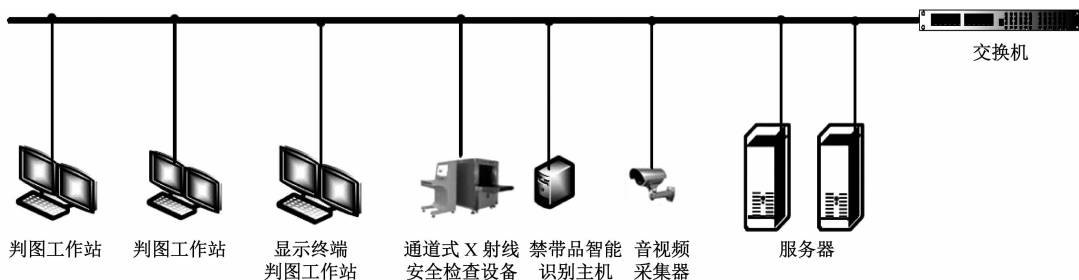 交换机
判图工作站
判图工作站
显示终端
判图工作站
通道式 X 射线
安全检查设备
禁带品智能
识别主机
音视频
采集器
服务器